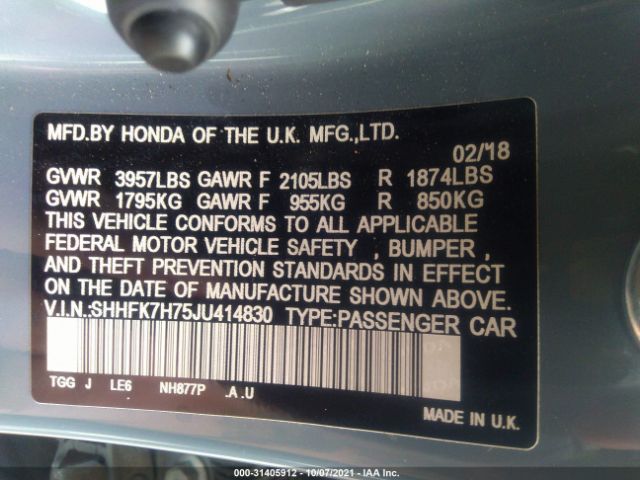 MFD.BY HONDA OF THE U.K. MFG.,LTD.
02/'18
GVWR 3957LBS GAWR F 2105LBS R 1874LBS
GVWR 1795KG GAWR F 955KG R 850KG
THIS VEHICLE CONFORMS TO ALL APPLICABLE
FEDERAL MOTOR VEHICLE SAFETY , BUMPER ,
AND THEFT PREVENTION STANDARDS IN EFFECT
ON THE DATE OF MANUFACTURE SHOWN ABOVE.
V.I.N.:SHHFK7H75JU414830 TYPE:PASSENGER CAR
TGG J LE6 NH877P .A .U
MADE IN U.K.
000-31405912 - 10/07/2021 - IAA Inc.